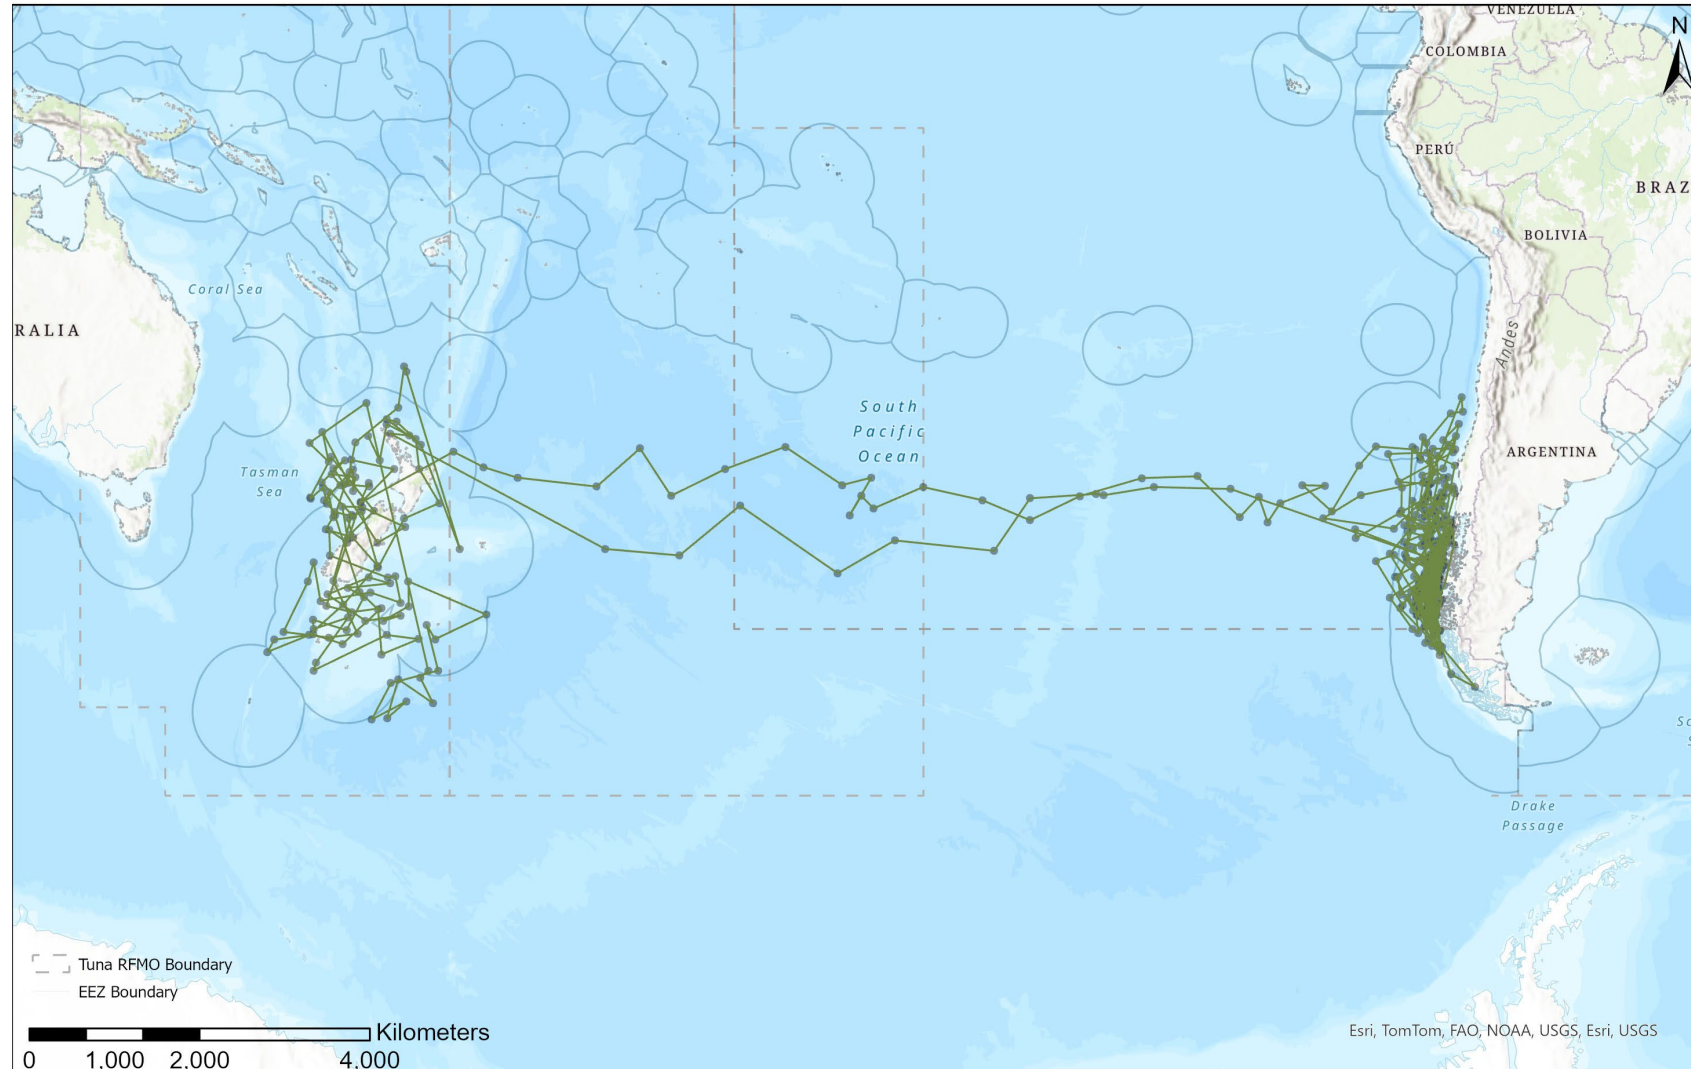 VENEZUELA
N
COLOMBIA
PERÚ
BRAZ
BOLIVIA
Coral Sea
RALIA
Andes
South
Pacific
Ocean
ARGENTINA
Tasman
Sea
Drake
Passage
Tuna RFMO Boundary
EEZ Boundary
Kilometers
0 1,000 2,000 4,000
Esri, TomTom, FAO, NOAA, USGS, Esri, USGS